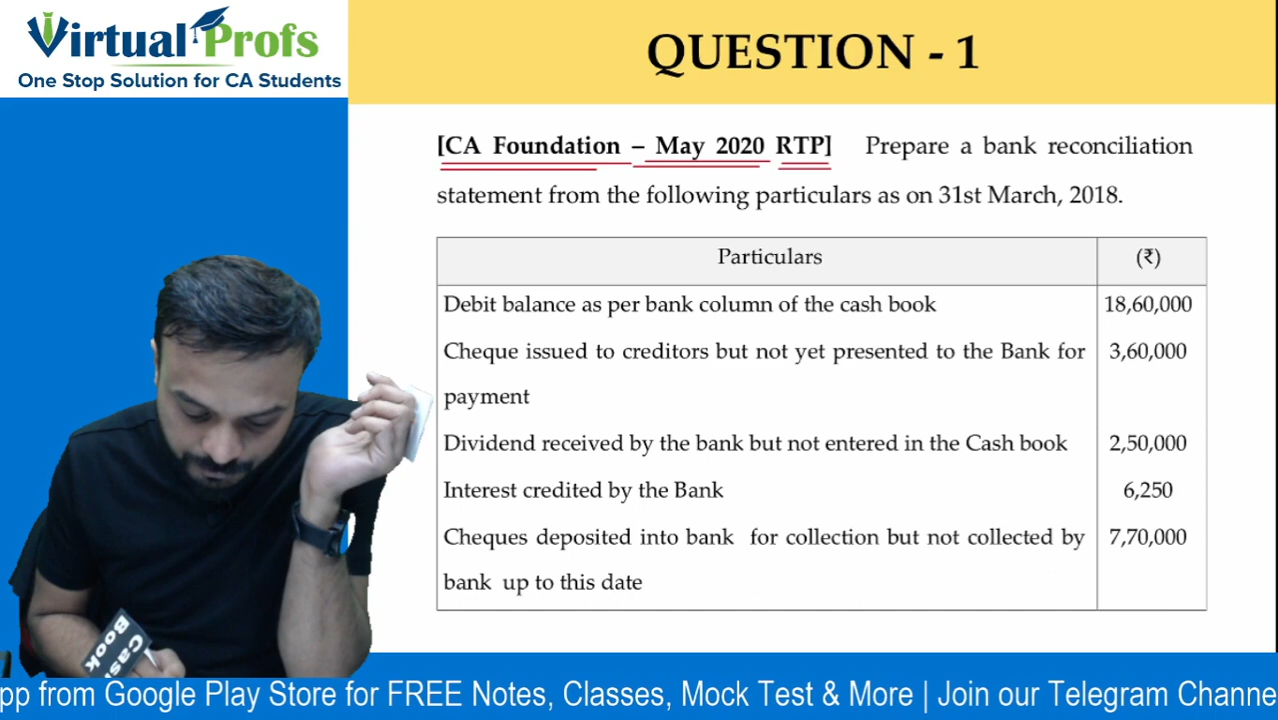 Virtual Profs
One Stop Solution for CA Students
QUESTION - 1
[CA Foundation – May 2020 RTP] Prepare a bank reconciliation
statement from the following particulars as on 31st March, 2018.
Particulars (₹)
Debit balance as per bank column of the cash book 18,60,000
Cheque issued to creditors but not yet presented to the Bank for 3,60,000
payment
Dividend received by the bank but not entered in the Cash book 2,50,000
Interest credited by the Bank 6,250
Cheques deposited into bank for collection but not collected by 7,70,000
bank up to this date
Book
pp from Google Play Store for FREE Notes, Classes, Mock Test & More | Join our Telegram Channe